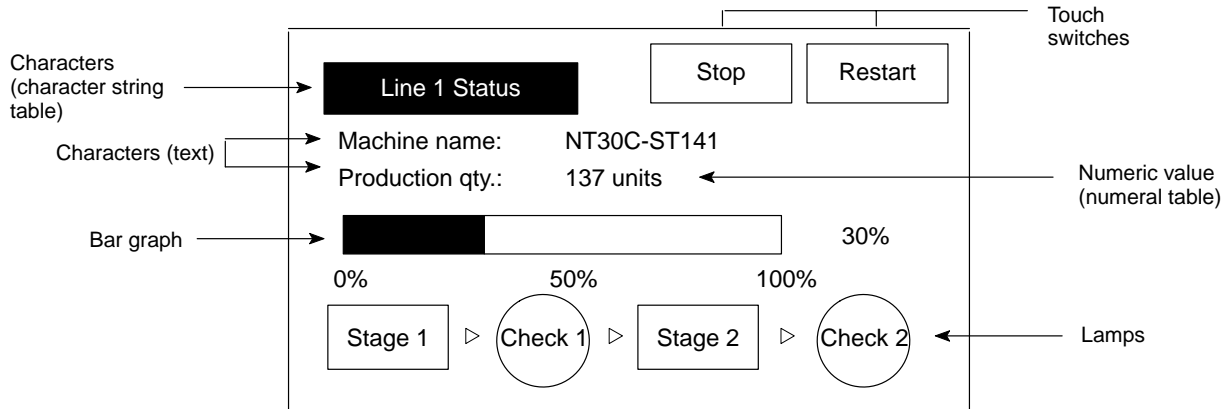 Touch
switches
Characters
(character string
table)
Line 1 Status
Stop
Restart
Characters (text)
Machine name: NT30C-ST141
Production qty.: 137 units
Numeric value
(numeral table)
Bar graph
30%
0% 50% 100%
Stage 1
Check 1
Stage 2
Check 2
Lamps